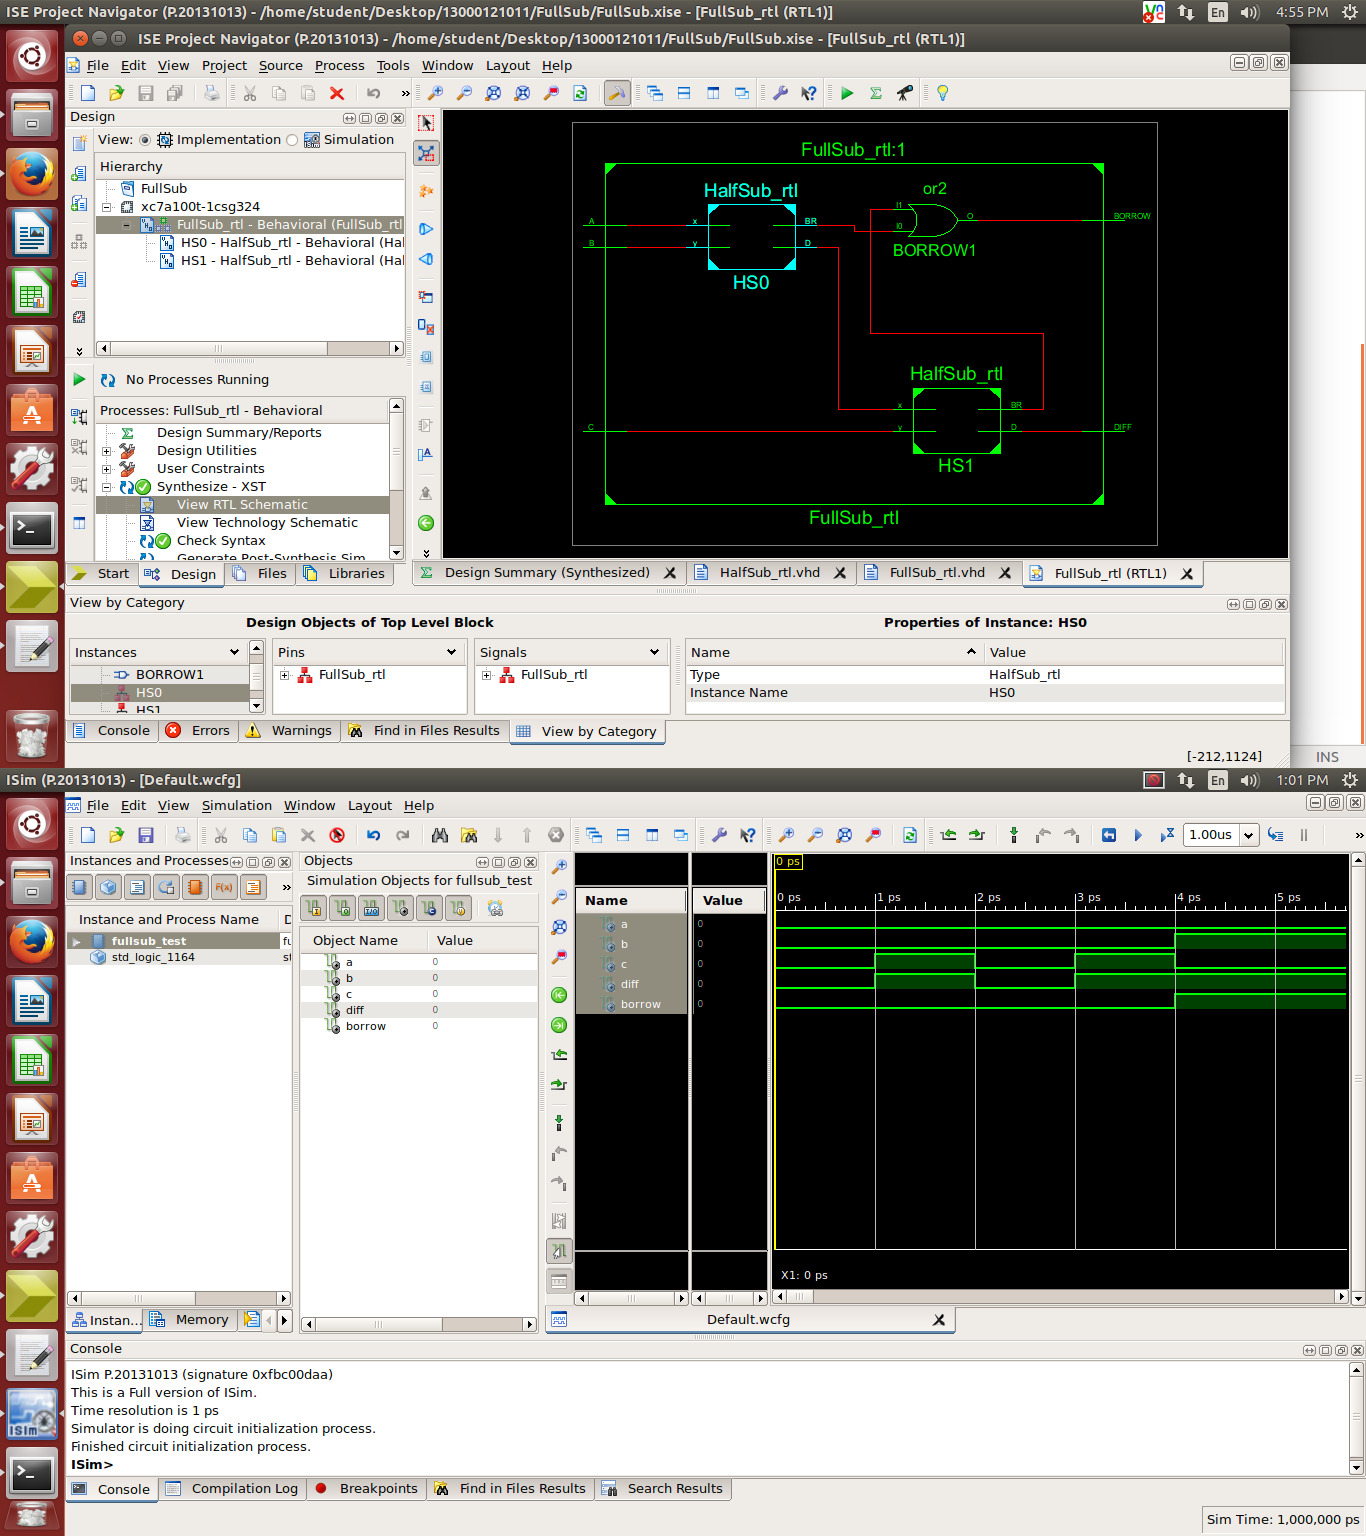 ISE Project Navigator (P.20131013) - /home/student/Desktop/13000121011/FullSub/FullSub.xise - [FullSub_rtl (RTL1)]
En
4:55 PM
ISE Project Navigator (P.20131013) - /home/student/Desktop/13000121011/FullSub/FullSub.xise - [FullSub_rtl (RTL1)]
File Edit View Project Source Process Tools Window Layout Help
Design
View: Implementation Simulation
Hierarchy
FullSub
xc7a100t-1csg324
FullSub_rtl - Behavioral (FullSub_rtl
HS0 - HalfSub_rtl - Behavioral (Hal
HS1 - HalfSub_rtl - Behavioral (Hal
No Processes Running
Processes: FullSub_rtl - Behavioral
Design Summary/Reports
Design Utilities
User Constraints
Synthesize - XST
View RTL Schematic
View Technology Schematic
Check Syntax
Generate Post-Synthesis Sim
Start Design Files Libraries
FullSub_rtl:1
HalfSub_rtl
or2
A
x
BR
I1
O
BORROW
I0
B
y
D
BORROW1
HS0
HalfSub_rtl
x
BR
C
y
D
DIFF
HS1
FullSub_rtl
Design Summary (Synthesized) HalfSub_rtl.vhd FullSub_rtl.vhd FullSub_rtl (RTL1)
View by Category
Design Objects of Top Level Block
Properties of Instance: HS0
Instances Pins Signals Name Value
BORROW1 FullSub_rtl FullSub_rtl Type HalfSub_rtl
HS0 Instance Name HS0
HS1
Console Errors Warnings Find in Files Results View by Category
[-212,1124]
INS
ISim (P.20131013) - [Default.wcfg]
En
1:01 PM
File Edit View Simulation Window Layout Help
1.00us
Instances and Processes
Objects
Simulation Objects for fullsub_test
Instance and Process Name D
fullsub_test fu
std_logic_1164 st
Object Name Value
a 0
b 0
c 0
diff 0
borrow 0
Name Value
a 0
b 0
c 0
diff 0
borrow 0
0 ps
0 ps 1 ps 2 ps 3 ps 4 ps 5 ps
X1: 0 ps
Instan... Memory
Default.wcfg
Console
ISim P.20131013 (signature 0xfbc00daa)
This is a Full version of ISim.
Time resolution is 1 ps
Simulator is doing circuit initialization process.
Finished circuit initialization process.
ISim>
Console Compilation Log Breakpoints Find in Files Results Search Results
Sim Time: 1,000,000 ps